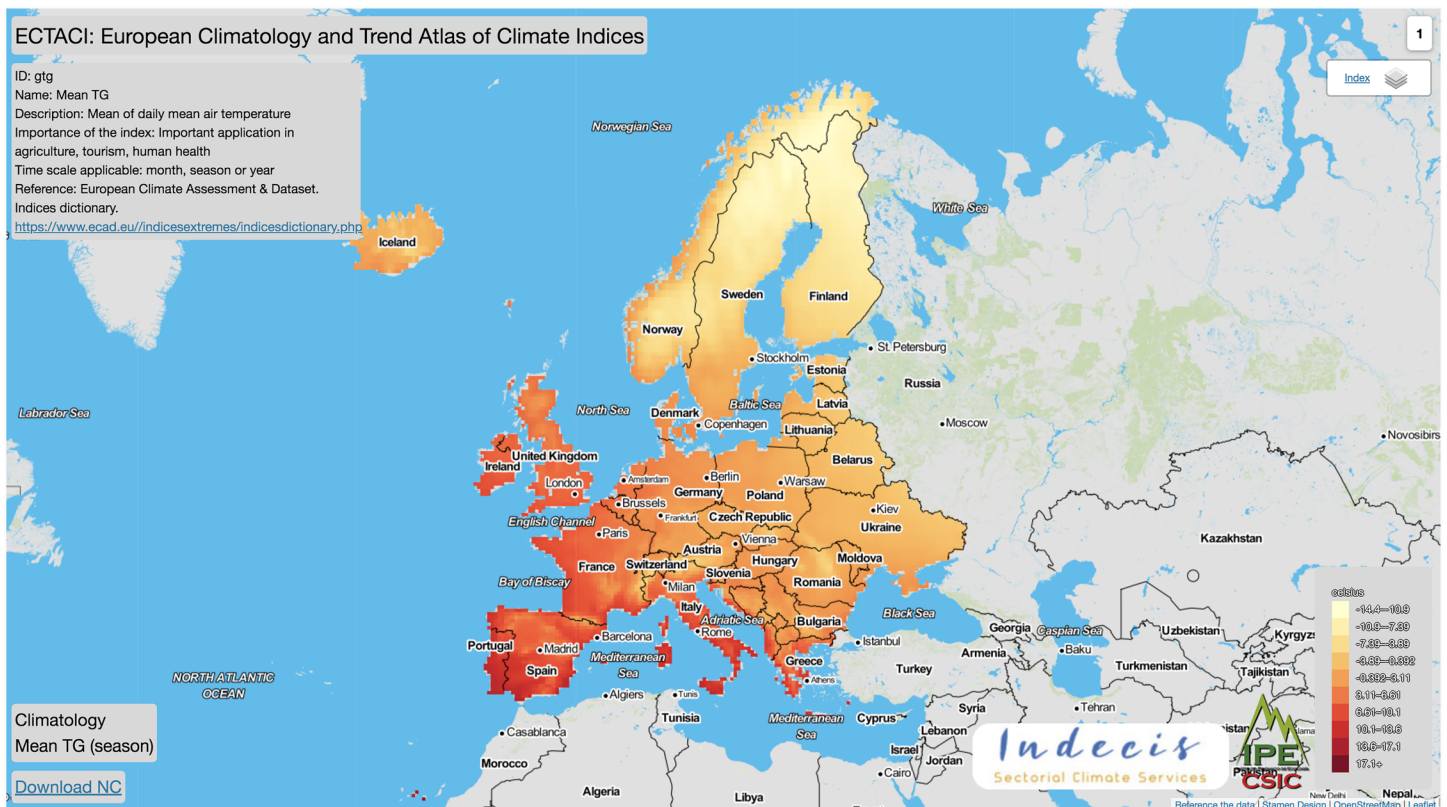 ECTACI: European Climatology and Trend Atlas of Climate Indices
1
Index
ID: gtg
Name: Mean TG
Description: Mean of daily mean air temperature
Importance of the index: Important application in
agriculture, tourism, human health
Time scale applicable: month, season or year
Reference: European Climate Assessment & Dataset.
Indices dictionary.
https://www.ecad.eu//indicesextremes/indicesdictionary.php
Norwegian Sea
White Sea
Iceland
Sweden
Finland
Norway
Stockholm
St. Petersburg
Estonia
Russia
Labrador Sea
North Sea
Denmark
Baltic Sea
Latvia
Copenhagen
Moscow
Lithuania
Novosibirs
United Kingdom
Ireland
Belarus
London
Amsterdam
Berlin
Warsaw
Germany
Poland
Brussels
Kiev
English Channel
Frankfurt
Czech Republic
Ukraine
Paris
Vienna
Kazakhstan
Austria
France
Switzerland
Hungary
Moldova
Slovenia
Bay of Biscay
Milan
Romania
Italy
Adriatic Sea
Bulgaria
Black Sea
Rome
Georgia
Caspian Sea
Uzbekistan
Kyrgyzs
Portugal
Barcelona
Istanbul
Madrid
Mediterranean
Sea
Greece
Armenia
Baku
Spain
Turkey
Turkmenistan
Tajikistan
NORTH ATLANTIC
OCEAN
Athens
Algiers
Tunis
Syria
Tehran
Tunisia
Mediterranean
Sea
Cyprus
Casablanca
Lebanon
Israel
Jordan
Morocco
Cairo
Algeria
Libya
Pakistan
New Delhi
Nepal
celsius
-14.4–-10.9
-10.9–-7.39
-7.39–-3.89
-3.89–-0.392
-0.392–3.11
3.11–6.61
6.61–10.1
10.1–13.6
13.6–17.1
17.1+
Climatology
Mean TG (season)
Download NC
Indecis
Sectorial Climate Services
IPE
CSIC
Reference the data | Stamen Design | OpenStreetMap | Leaflet